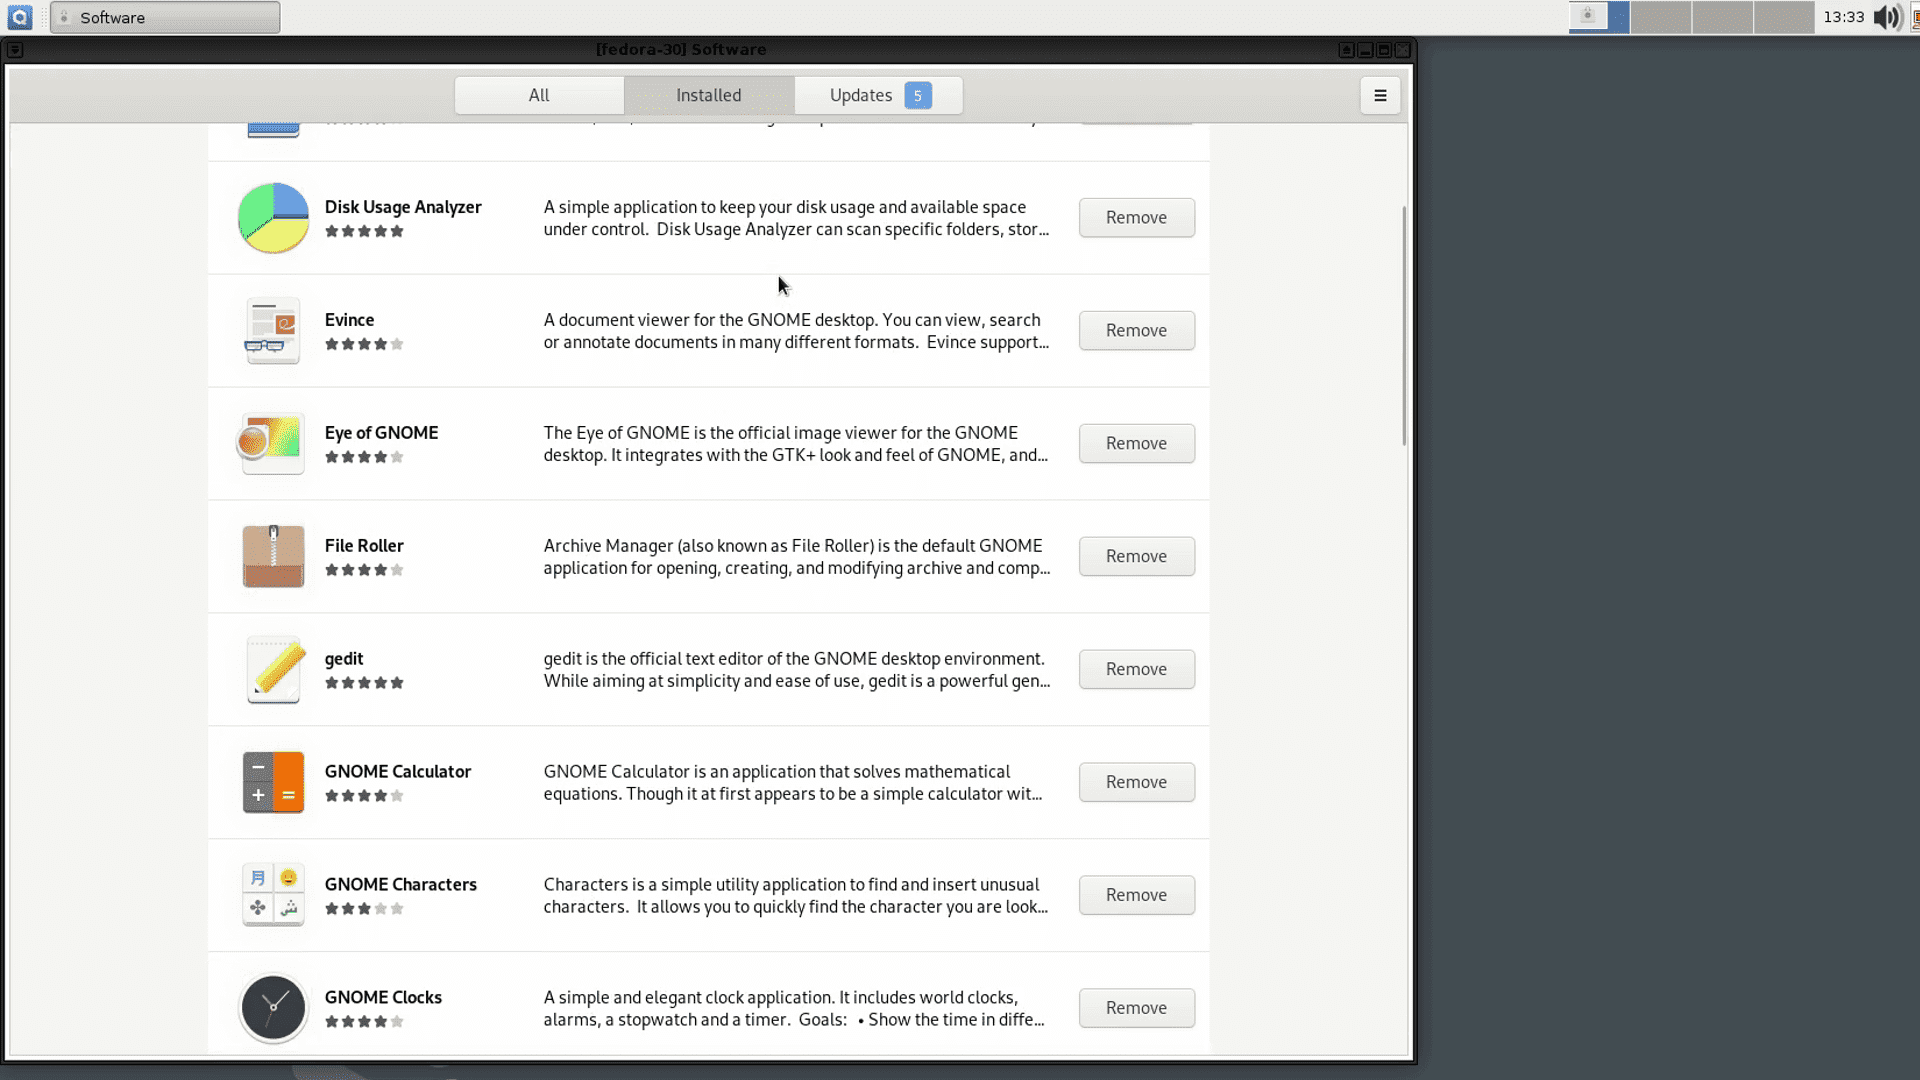 Software
13:33
[fedora-30] Software
All
Installed
Updates
5
Disk Usage Analyzer
A simple application to keep your disk usage and available space
under control.  Disk Usage Analyzer can scan specific folders, stor...
Remove
Evince
A document viewer for the GNOME desktop. You can view, search
or annotate documents in many different formats.  Evince support...
Remove
Eye of GNOME
The Eye of GNOME is the official image viewer for the GNOME
desktop. It integrates with the GTK+ look and feel of GNOME, and...
Remove
File Roller
Archive Manager (also known as File Roller) is the default GNOME
application for opening, creating, and modifying archive and comp...
Remove
gedit
gedit is the official text editor of the GNOME desktop environment.
While aiming at simplicity and ease of use, gedit is a powerful gen...
Remove
GNOME Calculator
GNOME Calculator is an application that solves mathematical
equations. Though it at first appears to be a simple calculator wit...
Remove
GNOME Characters
Characters is a simple utility application to find and insert unusual
characters.  It allows you to quickly find the character you are look...
Remove
GNOME Clocks
A simple and elegant clock application. It includes world clocks,
alarms, a stopwatch and a timer.  Goals:  • Show the time in diffe...
Remove